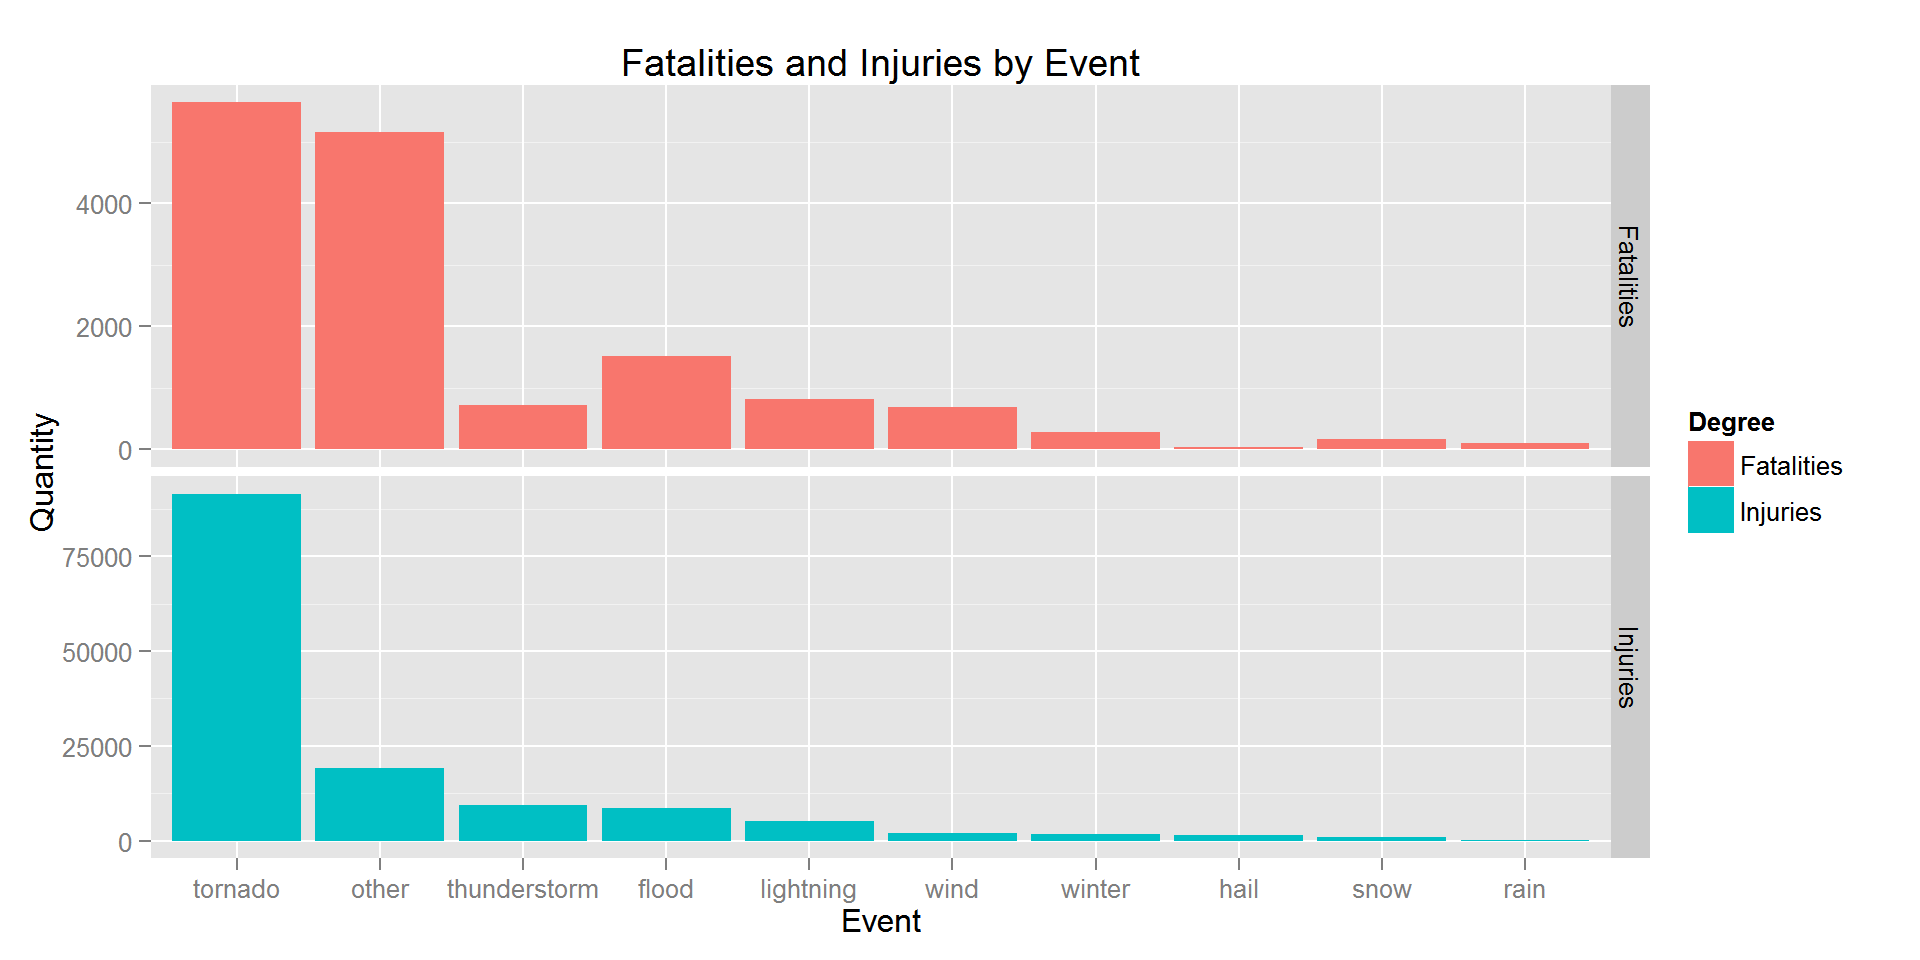 Fatalities and Injuries by Event
Quantity
4000
2000
0
Fatalities
75000
50000
25000
0
Injuries
tornado other thunderstorm flood lightning wind winter hail snow rain
Event
Degree
Fatalities
Injuries